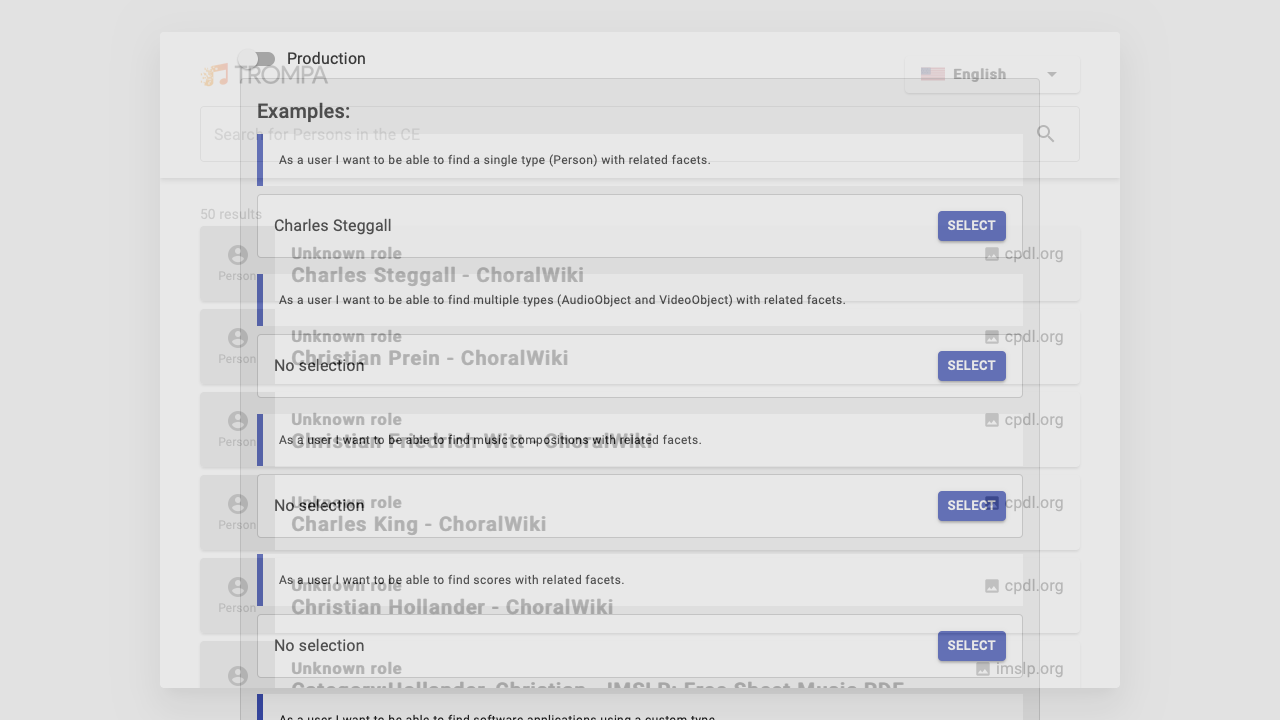 Production
TROMPA
English
Examples:
Search for Persons in the CE
As a user I want to be able to find a single type (Person) with related facets.
50 results
Charles Steggall
SELECT
Unknown role
cpdl.org
Person
Charles Steggall - ChoralWiki
As a user I want to be able to find multiple types (AudioObject and VideoObject) with related facets.
Unknown role
cpdl.org
Person
Christian Prein - ChoralWiki
No selection
SELECT
Unknown role
cpdl.org
Person
Christian Friedrich Witt - ChoralWiki
As a user I want to be able to find music compositions with related facets.
Unknown role
cpdl.org
No selection
SELECT
Person
Charles King - ChoralWiki
As a user I want to be able to find scores with related facets.
Unknown role
cpdl.org
Person
Christian Hollander - ChoralWiki
No selection
SELECT
Unknown role
imslp.org
Category:Hollander, Christian - IMSLP: Free Sheet Music PDF
As a user I want to be able to find software applications using a custom type